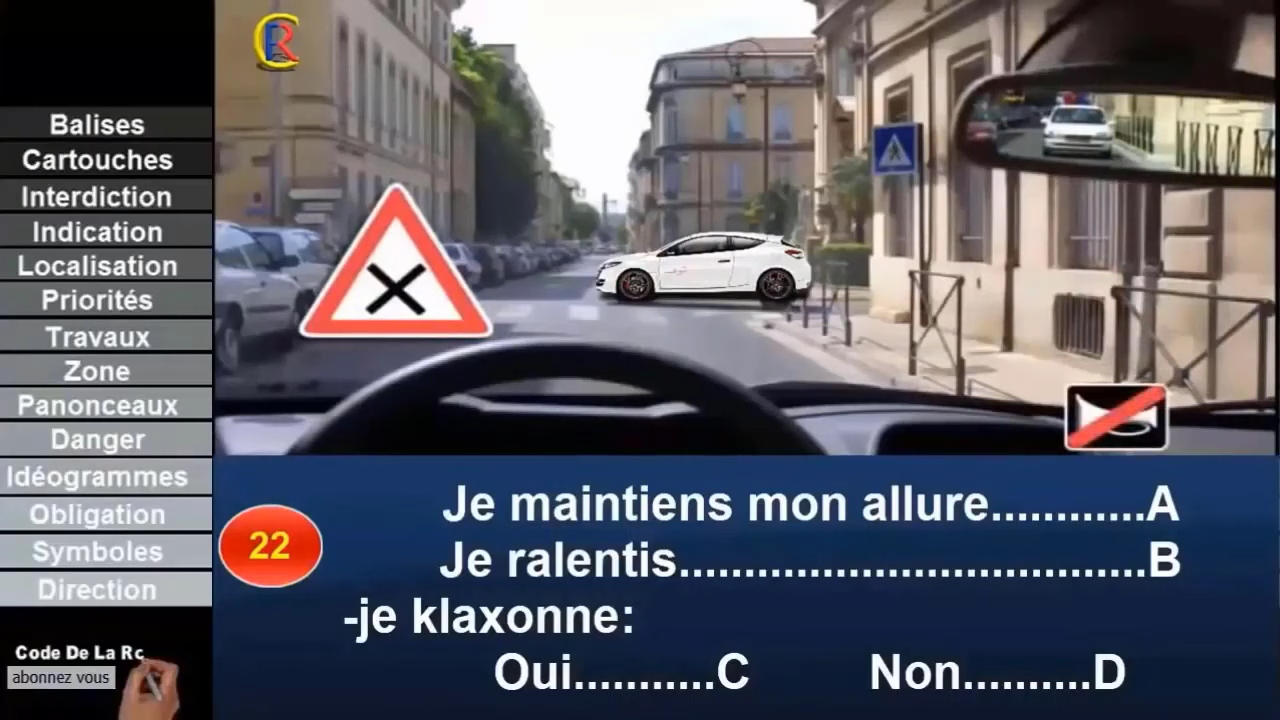 CR
Balises
Cartouches
Interdiction
Indication
Localisation
Priorités
Travaux
Zone
Panonceaux
Danger
Idéogrammes
Obligation
Symboles
Direction
Code De La Rc
abonnez vous
22
Je maintiens mon allure............A
Je ralentis....................................B
-je klaxonne:
Oui...........C Non..........D